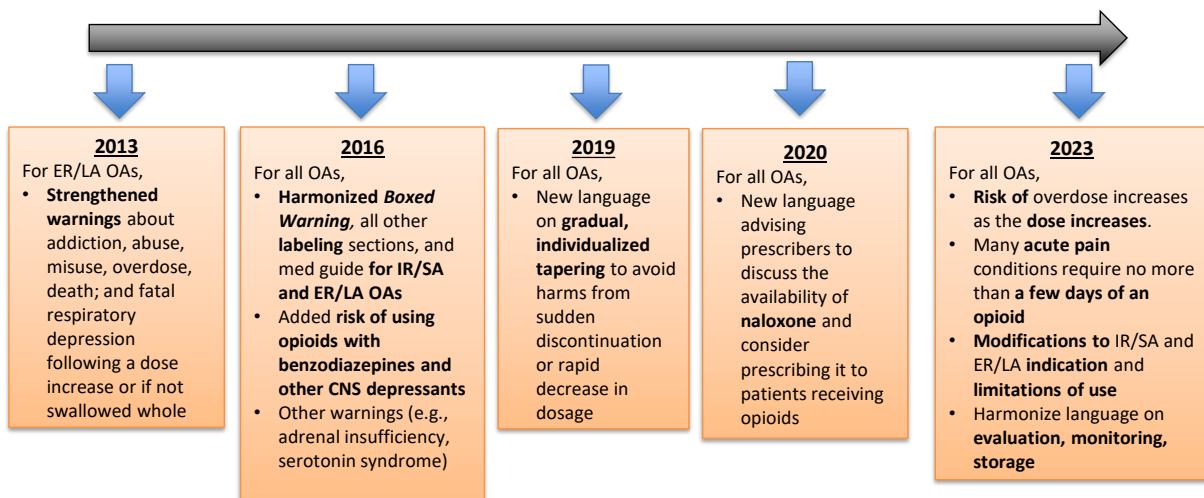 2013
For ER/LA OAs,
• Strengthened
warnings about
addiction, abuse,
misuse, overdose,
death; and fatal
respiratory
depression
following a dose
increase or if not
swallowed whole
2016
For all OAs,
• Harmonized Boxed
Warning, all other
labeling sections, and
med guide for IR/SA
and ER/LA OAs
• Added risk of using
opioids with
benzodiazepines and
other CNS depressants
• Other warnings (e.g.,
adrenal insufficiency,
serotonin syndrome)
2019
For all OAs,
• New language
on gradual,
individualized
tapering to avoid
harms from
sudden
discontinuation
or rapid
decrease in
dosage
2020
For all OAs,
• New language
advising
prescribers to
discuss the
availability of
naloxone and
consider
prescribing it to
patients receiving
opioids
2023
For all OAs,
• Risk of overdose increases
as the dose increases.
• Many acute pain
conditions require no more
than a few days of an
opioid
• Modifications to IR/SA and
ER/LA indication and
limitations of use
• Harmonize language on
evaluation, monitoring,
storage